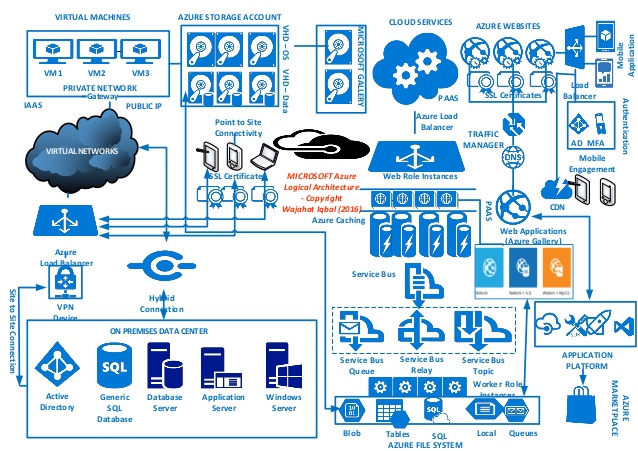 VIRTUAL MACHINES
AZURE STORAGE ACCOUNT
CLOUD SERVICES
AZURE WEBSITES
VM1
VM2
VM3
PRIVATE NETWORK
Gateway
IAAS
PUBLIC IP
VHD – OS
VHD – Data
MICROSOFT GALLERY
PAAS
SSL Certificates
Load
Balancer
Mobile
Application
Authentication
AD
MFA
Azure Load
Balancer
TRAFFIC
MANAGER
DNS
Mobile
Engagement
CDN
VIRTUAL NETWORKS
Point to Site
Connectivity
SSL Certificates
MICROSOFT Azure
Logical Architecture
- Copyright
Wajahat Iqbal (2016)
Web Role Instances
Azure Caching
PAAS
Web Applications
(Azure Gallery)
Azure
Load Balancer
VPN
Device
Site to Site Connection
Hybrid
Connection
Service Bus
Service Bus
Queue
Service Bus
Relay
Service Bus
Topic
Worker Role
Instances
APPLICATION
PLATFORM
AZURE
MARKETPLACE
ON PREMISES DATA CENTER
SQL
Active
Directory
Generic
SQL
Database
Database
Server
Application
Server
Windows
Server
10
01
SQL
Blob
Tables
SQL
Local
Queues
AZURE FILE SYSTEM